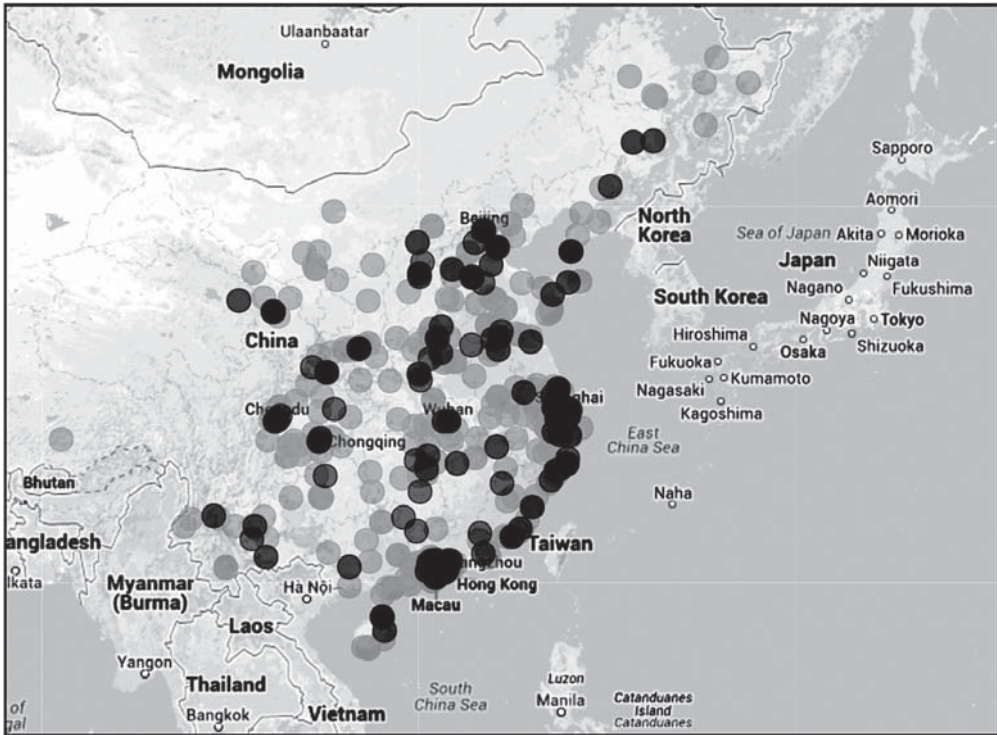 Ulaanbaatar
Mongolia
Sapporo
Aomori
Beijing
North
Korea
Sea of Japan
Akita
Morioka
Japan
Niigata
Fukushima
South Korea
Nagano
China
Nagoya
Tokyo
Hiroshima
Osaka
Shizuoka
Fukuoka
Nagasaki
Kumamoto
Kagoshima
Wuhan
Chongqing
East
China Sea
Bhutan
Naha
angladesh
Taiwan
lkata
Myanmar
(Burma)
Hà Nội
Hong Kong
Macau
Laos
Yangon
Thailand
South
China Sea
Luzon
of
gal
Bangkok
Vietnam
Manila
Catanduanes
Island
Catanduanes